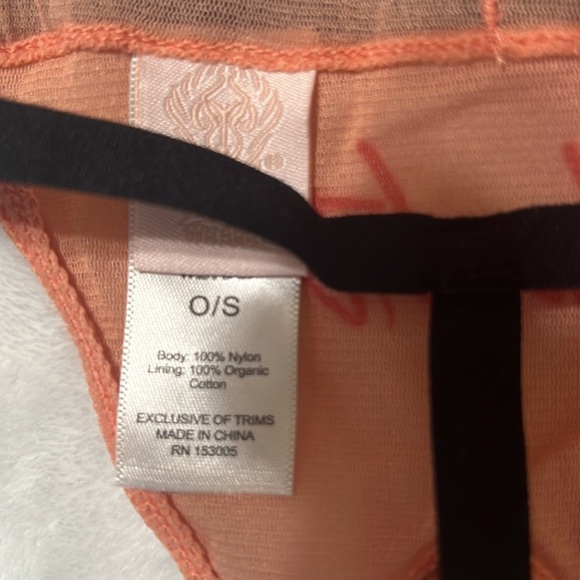 O/S
Body: 100% Nylon
Lining: 100% Organic
Cotton
EXCLUSIVE OF TRIMS
MADE IN CHINA
RN 153005